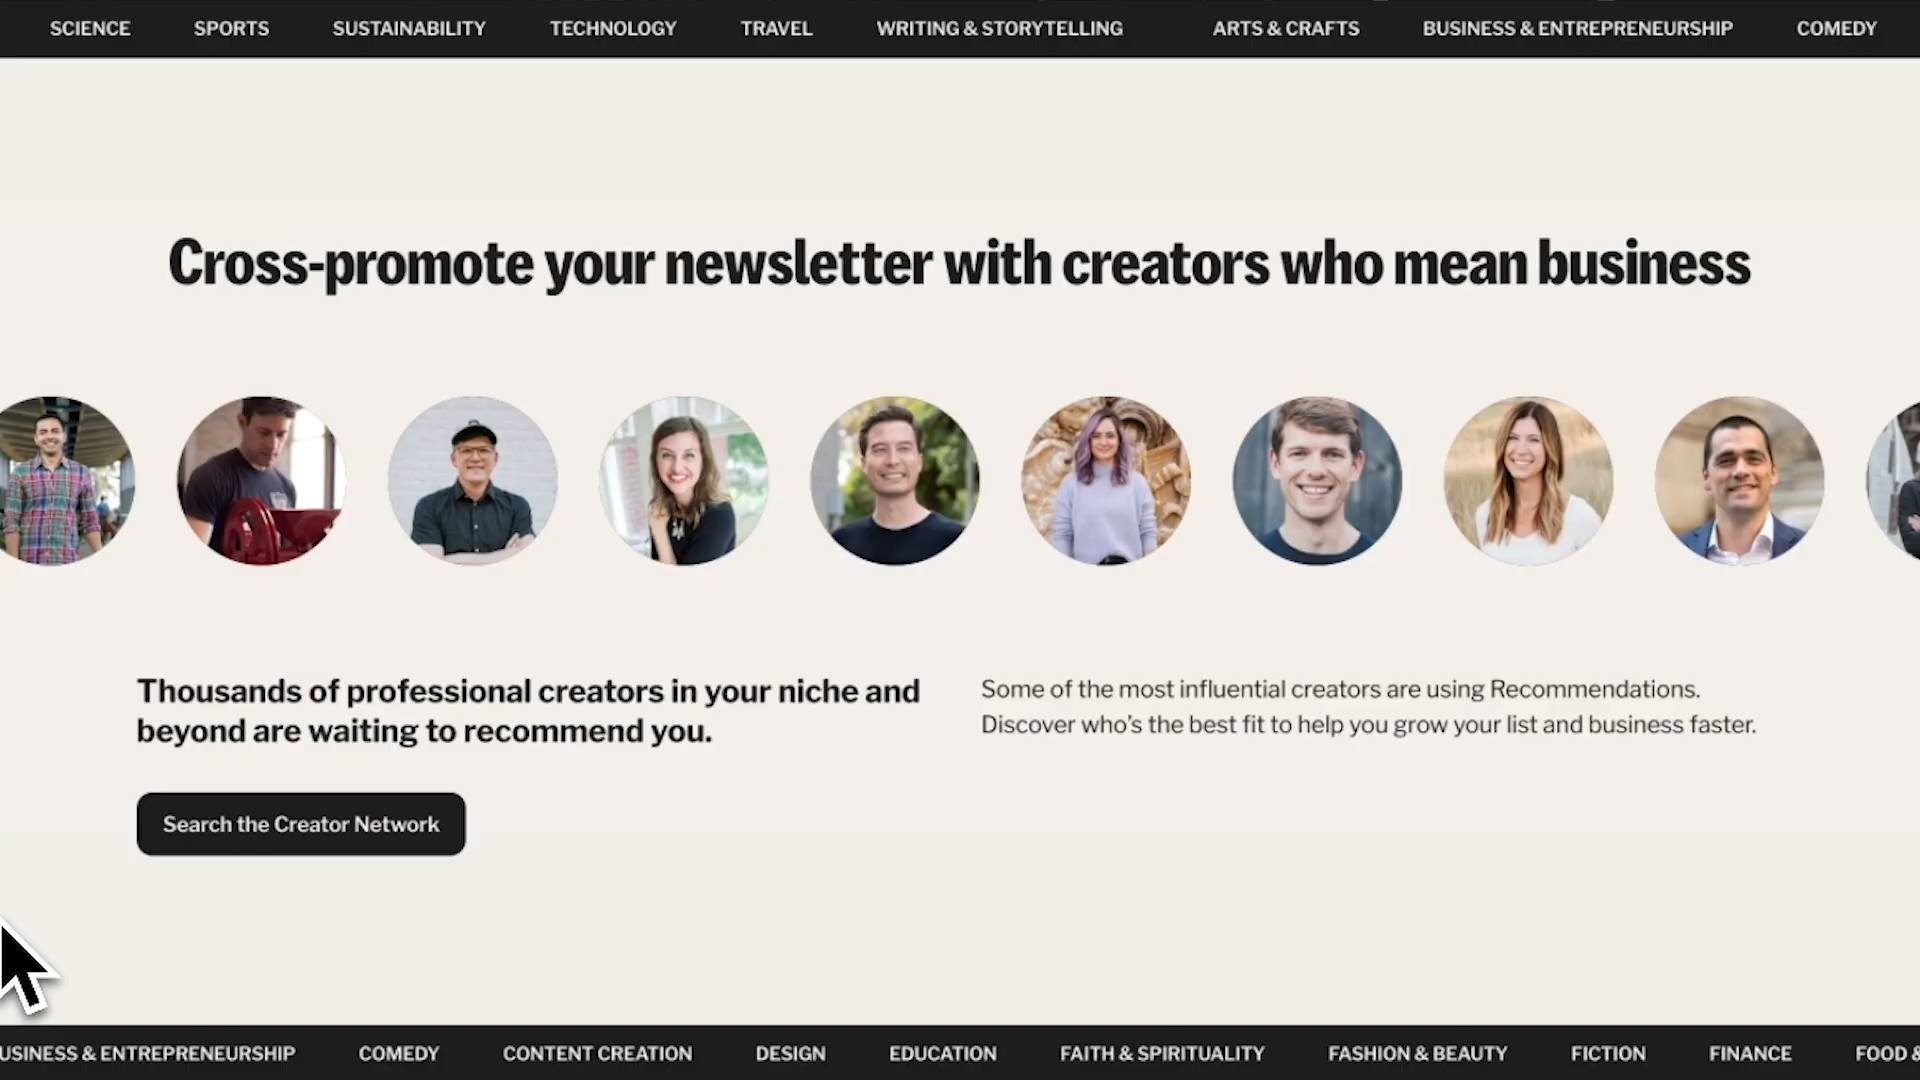 SCIENCE SPORTS SUSTAINABILITY TECHNOLOGY TRAVEL WRITING & STORYTELLING ARTS & CRAFTS BUSINESS & ENTREPRENEURSHIP COMEDY
Cross-promote your newsletter with creators who mean business
Thousands of professional creators in your niche and
beyond are waiting to recommend you.
Some of the most influential creators are using Recommendations.
Discover who's the best fit to help you grow your list and business faster.
Search the Creator Network
USINESS & ENTREPRENEURSHIP COMEDY CONTENT CREATION DESIGN EDUCATION FAITH & SPIRITUALITY FASHION & BEAUTY FICTION FINANCE FOOD &